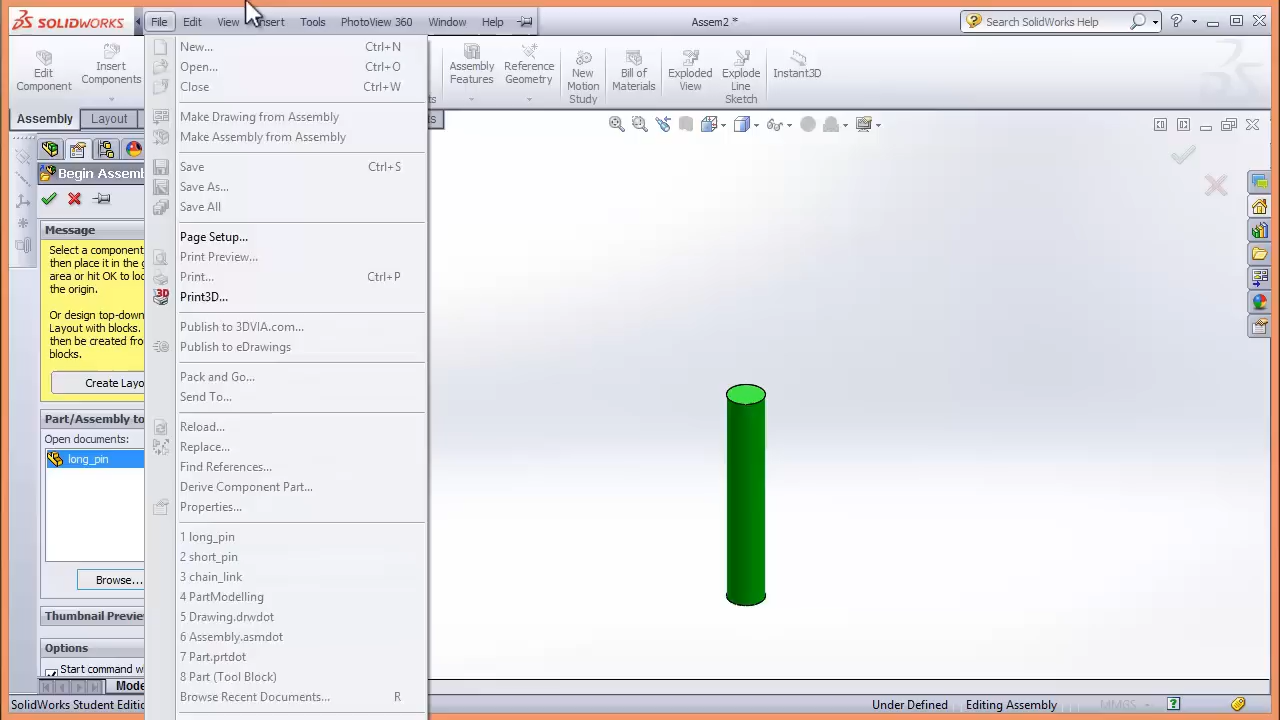 SOLIDWORKS File Edit View Insert Tools PhotoView 360 Window Help Assem2 * Search SolidWorks Help
Edit Component
Insert Components
Assembly Features
Reference Geometry
New Motion Study
Bill of Materials
Exploded View
Explode Line Sketch
Instant3D
Assembly Layout
Begin Assemb
Message
Select a component
then place it in the g
area or hit OK to loc
the origin.
Or design top-down
Layout with blocks.
then be created from
blocks.
Create Layo
Part/Assembly to
Open documents:
long_pin
Browse...
Thumbnail Previe
Options
Start command w
New... Ctrl+N
Open... Ctrl+O
Close Ctrl+W
Make Drawing from Assembly
Make Assembly from Assembly
Save Ctrl+S
Save As...
Save All
Page Setup...
Print Preview...
Print... Ctrl+P
Print3D...
Publish to 3DVIA.com...
Publish to eDrawings
Pack and Go...
Send To...
Reload...
Replace...
Find References...
Derive Component Part...
Properties...
1 long_pin
2 short_pin
3 chain_link
4 PartModelling
5 Drawing.drwdot
6 Assembly.asmdot
7 Part.prtdot
8 Part (Tool Block)
Browse Recent Documents... R
Mode
SolidWorks Student Editio Under Defined Editing Assembly MMGS